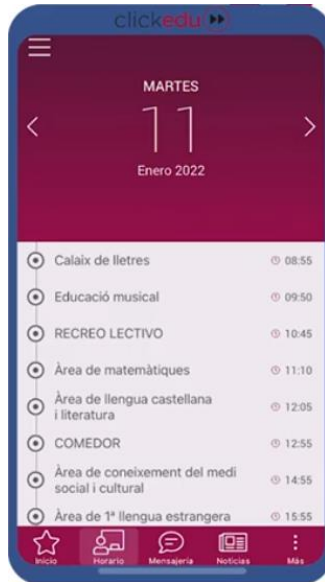 clickedu
MARTES
11
Enero 2022
Calaix de lletres 08:55
Educació musical 09:50
RECREO LECTIVO 10:45
Àrea de matemàtiques 11:10
Àrea de llengua castellana
i literatura 12:05
COMEDOR 12:55
Àrea de coneixement del medi
social i cultural 14:55
Àrea de 1ª llengua estrangera 15:55
Inicio Horario Mensajería Noticias Más